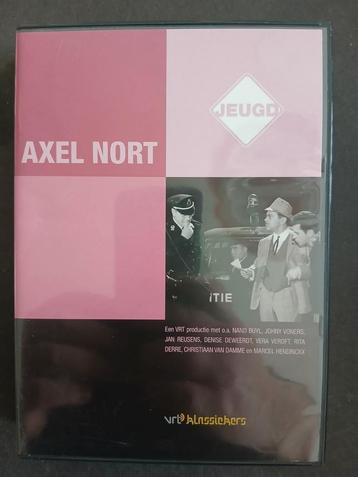 JEUGD
AXEL NORT
ITIE
Een VRT productie met o.a. NAND BUYL, JOHNY VONERS,
JAN REUSENS, DENISE DEWEERDT, VERA VEROFT, RITA
DERRE, CHRISTIAAN VAN DAMME en MARCEL HENDRICKX
vrt klassiekers